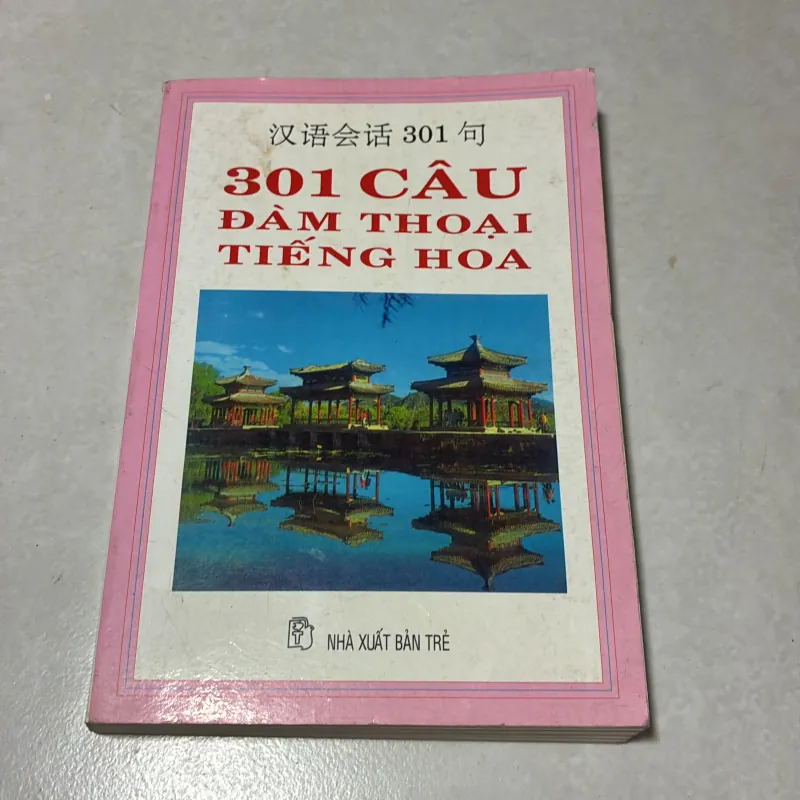 汉语会话 301 句
301 CÂU
ĐÀM THOẠI
TIẾNG HOA
NHÀ XUẤT BẢN TRẺ